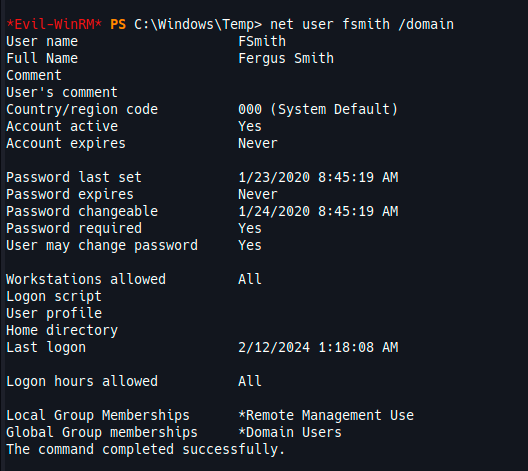 *Evil-WinRM* PS C:\Windows\Temp> net user fsmith /domain
User name                    FSmith
Full Name                    Fergus Smith
Comment
User's comment
Country/region code          000 (System Default)
Account active               Yes
Account expires              Never

Password last set            1/23/2020 8:45:19 AM
Password expires             Never
Password changeable          1/24/2020 8:45:19 AM
Password required            Yes
User may change password     Yes

Workstations allowed         All
Logon script
User profile
Home directory
Last logon                   2/12/2024 1:18:08 AM

Logon hours allowed          All

Local Group Memberships      *Remote Management Use
Global Group memberships     *Domain Users
The command completed successfully.